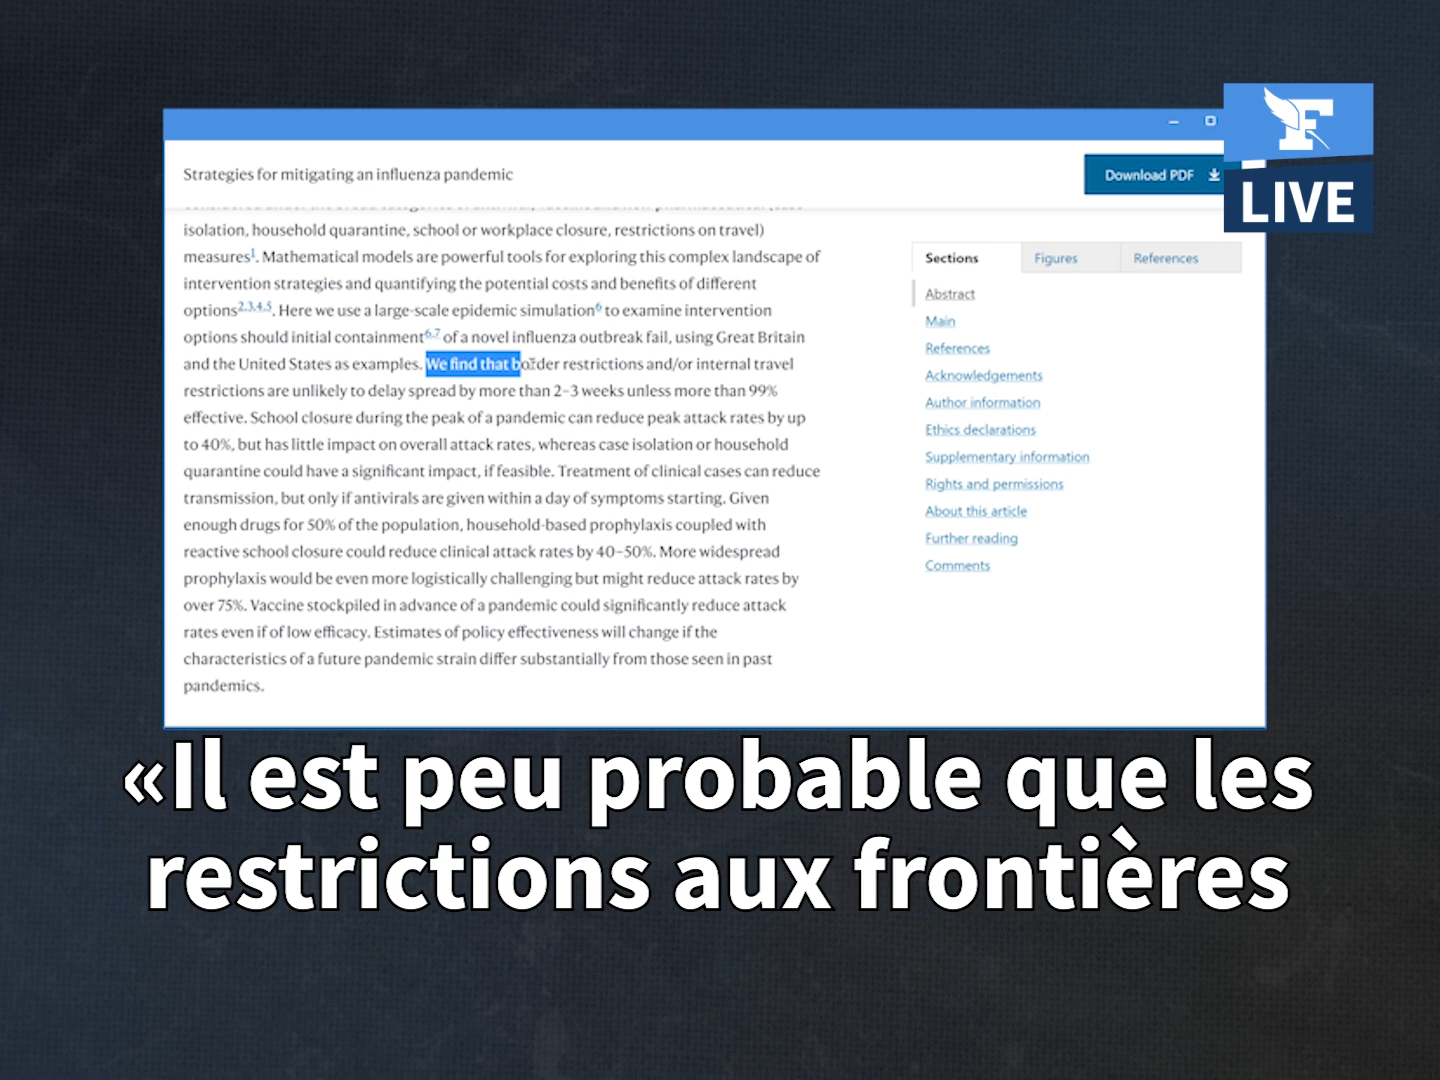 F
LIVE
Strategies for mitigating an influenza pandemic
Download PDF
isolation, household quarantine, school or workplace closure, restrictions on travel)
measures1. Mathematical models are powerful tools for exploring this complex landscape of
intervention strategies and quantifying the potential costs and benefits of different
options2,3,4,5. Here we use a large-scale epidemic simulation6 to examine intervention
options should initial containment6,7 of a novel influenza outbreak fail, using Great Britain
and the United States as examples. We find that border restrictions and/or internal travel
restrictions are unlikely to delay spread by more than 2–3 weeks unless more than 99%
effective. School closure during the peak of a pandemic can reduce peak attack rates by up
to 40%, but has little impact on overall attack rates, whereas case isolation or household
quarantine could have a significant impact, if feasible. Treatment of clinical cases can reduce
transmission, but only if antivirals are given within a day of symptoms starting. Given
enough drugs for 50% of the population, household-based prophylaxis coupled with
reactive school closure could reduce clinical attack rates by 40–50%. More widespread
prophylaxis would be even more logistically challenging but might reduce attack rates by
over 75%. Vaccine stockpiled in advance of a pandemic could significantly reduce attack
rates even if of low efficacy. Estimates of policy effectiveness will change if the
characteristics of a future pandemic strain differ substantially from those seen in past
pandemics.
Sections Figures References
Abstract
Main
References
Acknowledgements
Author information
Ethics declarations
Supplementary information
Rights and permissions
About this article
Further reading
Comments
«Il est peu probable que les
restrictions aux frontières